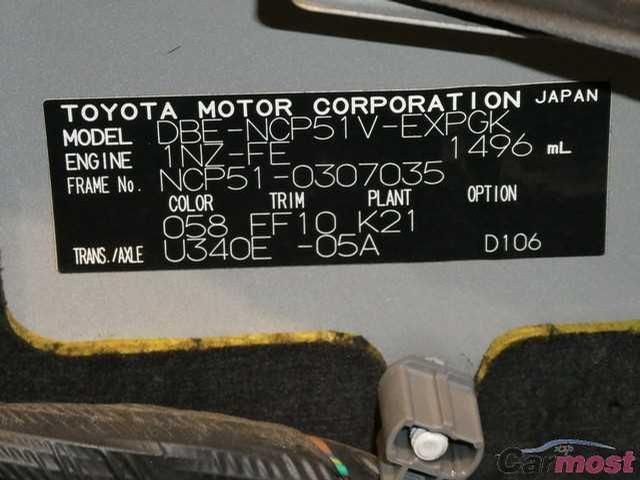 TOYOTA MOTOR CORPORATION JAPAN
MODEL DBE-NCP51V-EXPGK
ENGINE 1NZ-FE 1496 mL
FRAME No. NCP51-0307035
COLOR TRIM PLANT OPTION
058 EF10 K21
TRANS./AXLE U340E -05A D106
Carmost